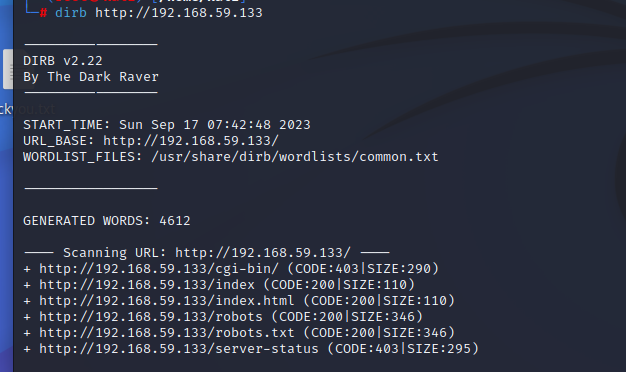 └─# dirb http://192.168.59.133
DIRB v2.22
By The Dark Raver
START_TIME: Sun Sep 17 07:42:48 2023
URL_BASE: http://192.168.59.133/
WORDLIST_FILES: /usr/share/dirb/wordlists/common.txt
GENERATED WORDS: 4612
---- Scanning URL: http://192.168.59.133/ ----
+ http://192.168.59.133/cgi-bin/ (CODE:403|SIZE:290)
+ http://192.168.59.133/index (CODE:200|SIZE:110)
+ http://192.168.59.133/index.html (CODE:200|SIZE:110)
+ http://192.168.59.133/robots (CODE:200|SIZE:346)
+ http://192.168.59.133/robots.txt (CODE:200|SIZE:346)
+ http://192.168.59.133/server-status (CODE:403|SIZE:295)